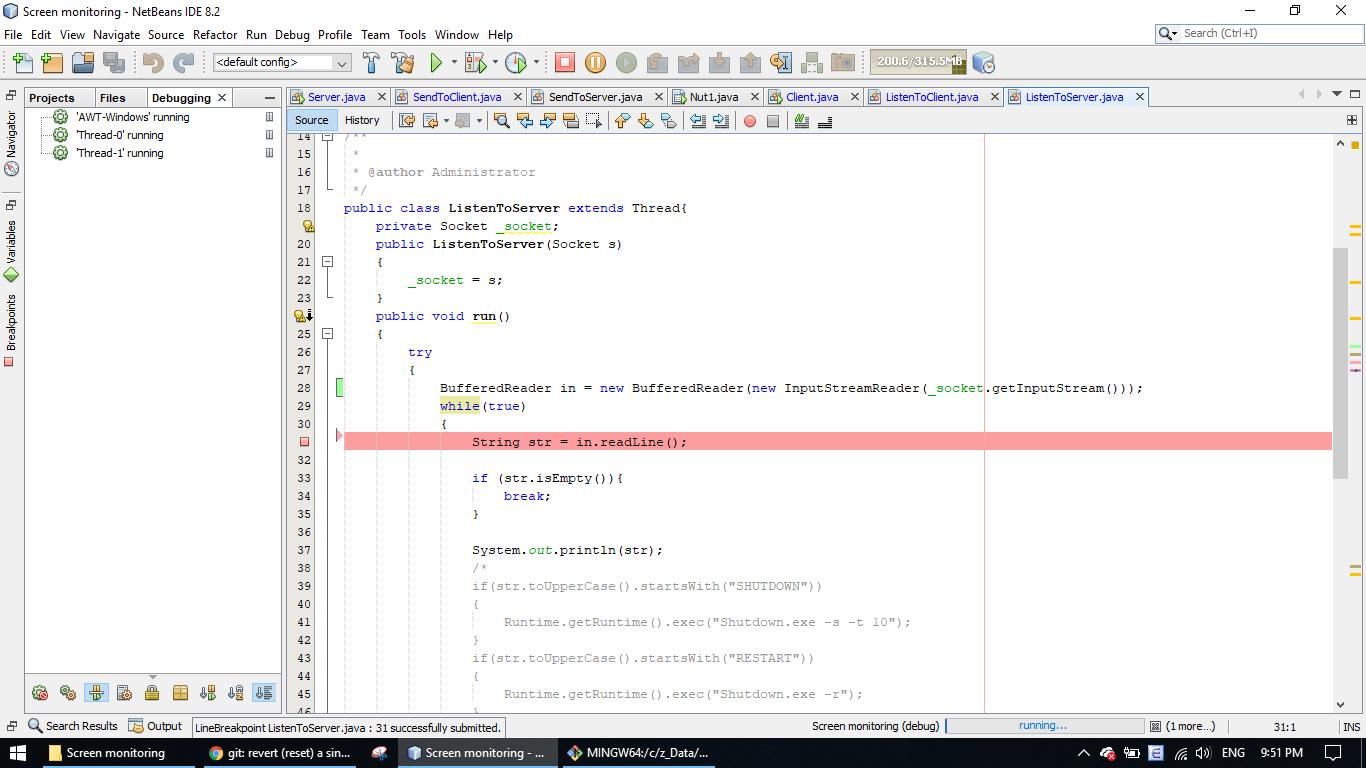 Screen monitoring - NetBeans IDE 8.2
File Edit View Navigate Source Refactor Run Debug Profile Team Tools Window Help
Search (Ctrl+I)
<default config>
200.6/315.5MB
Projects Files Debugging
Server.java SendToClient.java SendToServer.java Nut1.java Client.java ListenToClient.java ListenToServer.java
Navigator
Variables
Breakpoints
'AWT-Windows' running
'Thread-0' running
'Thread-1' running
Source History
14 /**
15 *
16 * @author Administrator
17 */
18 public class ListenToServer extends Thread{
private Socket _socket;
20 public ListenToServer(Socket s)
21 {
22 _socket = s;
23 }
public void run()
25 {
26 try
27 {
28 BufferedReader in = new BufferedReader(new InputStreamReader(_socket.getInputStream()));
29 while(true)
30 {
String str = in.readLine();
32
33 if (str.isEmpty()){
34 break;
35 }
36
37 System.out.println(str);
38 /*
39 if(str.toUpperCase().startsWith("SHUTDOWN"))
40 {
41 Runtime.getRuntime().exec("Shutdown.exe -s -t 10");
42 }
43 if(str.toUpperCase().startsWith("RESTART"))
44 {
45 Runtime.getRuntime().exec("Shutdown.exe -r");
46 }
Search Results Output LineBreakpoint ListenToServer.java : 31 successfully submitted. Screen monitoring (debug) running... (1 more...) 31:1 INS
Screen monitoring git: revert (reset) a sin... Screen monitoring - ... MINGW64:/c/z_Data/... ENG 9:51 PM